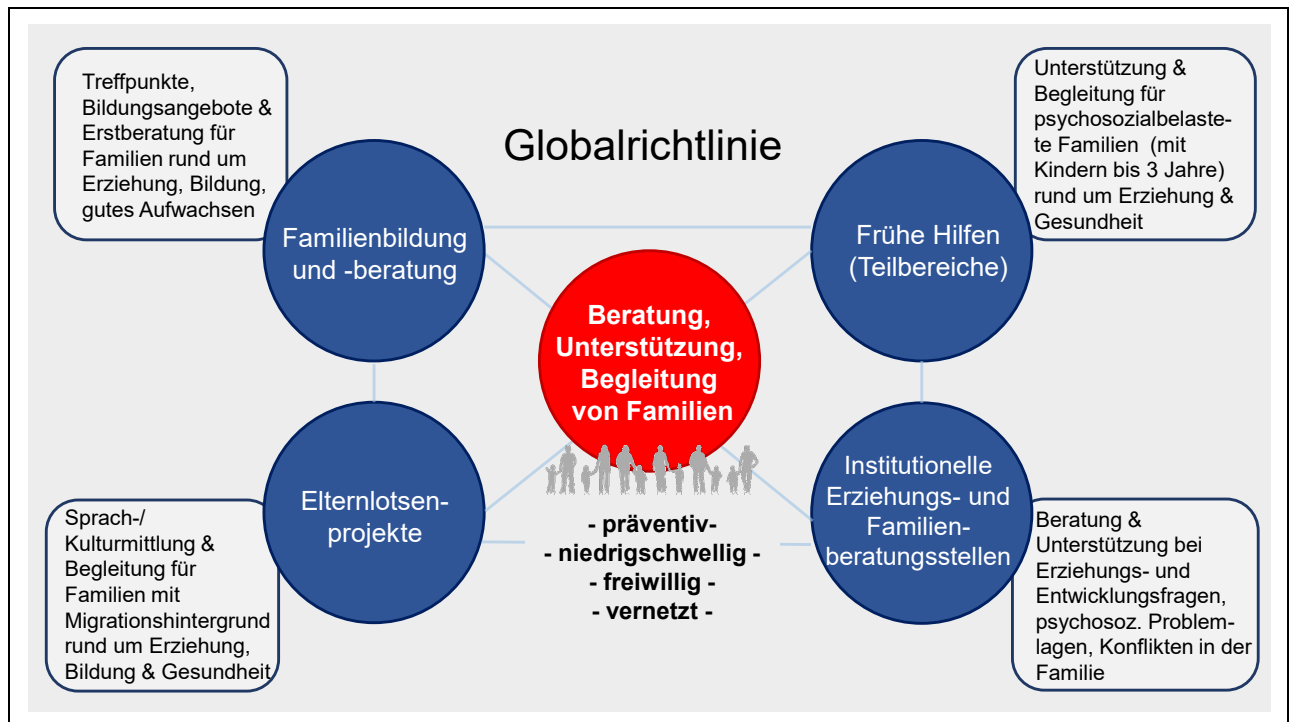 Treffpunkte,
Bildungsangebote &
Erstberatung für
Familien rund um
Erziehung, Bildung,
gutes Aufwachsen
Globalrichtlinie
Unterstützung &
Begleitung für
psychosozialbelaste-
te Familien (mit
Kindern bis 3 Jahre)
rund um Erziehung &
Gesundheit
Familienbildung
und -beratung
Frühe Hilfen
(Teilbereiche)
Beratung,
Unterstützung,
Begleitung
von Familien
Elternlotsen-
projekte
Institutionelle
Erziehungs- und
Familien-
beratungsstellen
- präventiv-
- niedrigschwellig -
- freiwillig -
- vernetzt -
Sprach-/
Kulturmittlung &
Begleitung für
Familien mit
Migrationshintergrund
rund um Erziehung,
Bildung & Gesundheit
Beratung &
Unterstützung bei
Erziehungs- und
Entwicklungsfragen,
psychosoz. Problem-
lagen, Konflikten in der
Familie